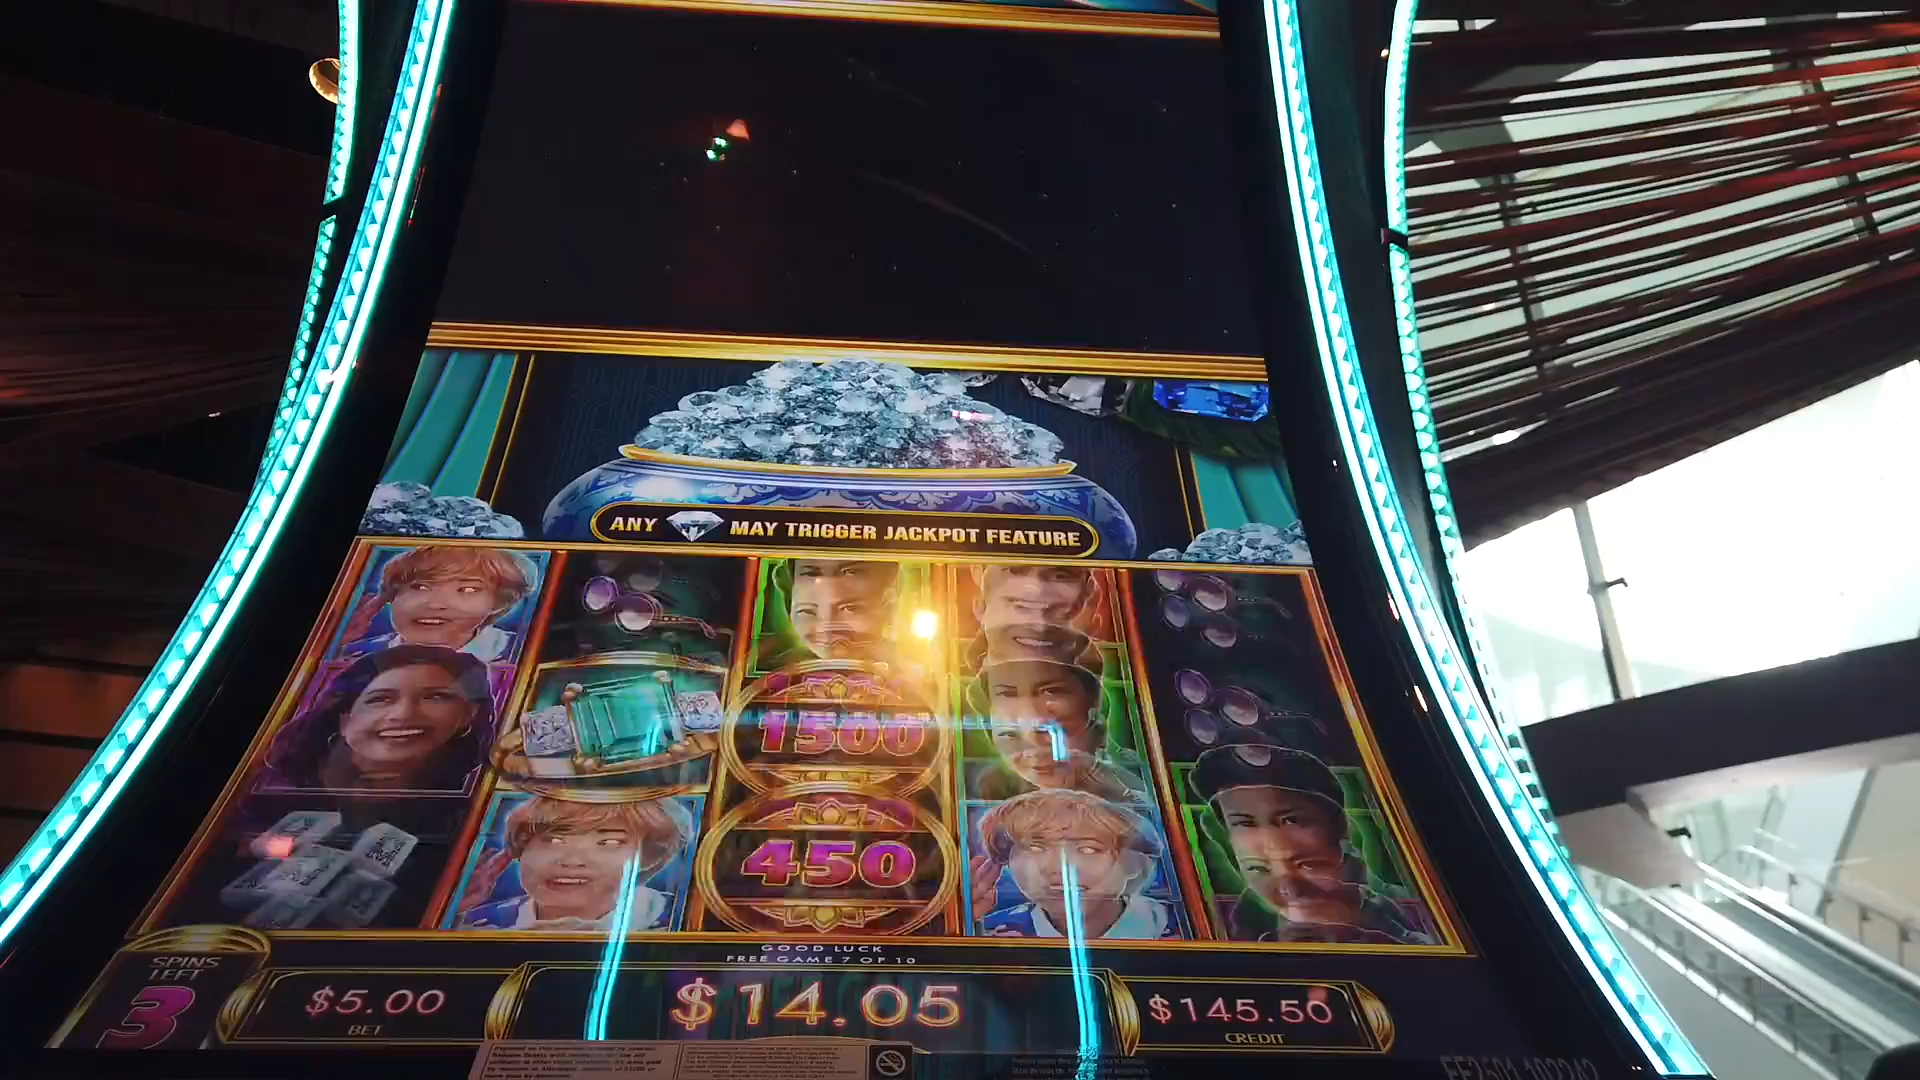 ANY MAY TRIGGER JACKPOT FEATURE
1500
450
GOOD LUCK
FREE GAME 7 OF 10
SPINS
LEFT
3
$5.00
BET
$14.05
$145.50
CREDIT